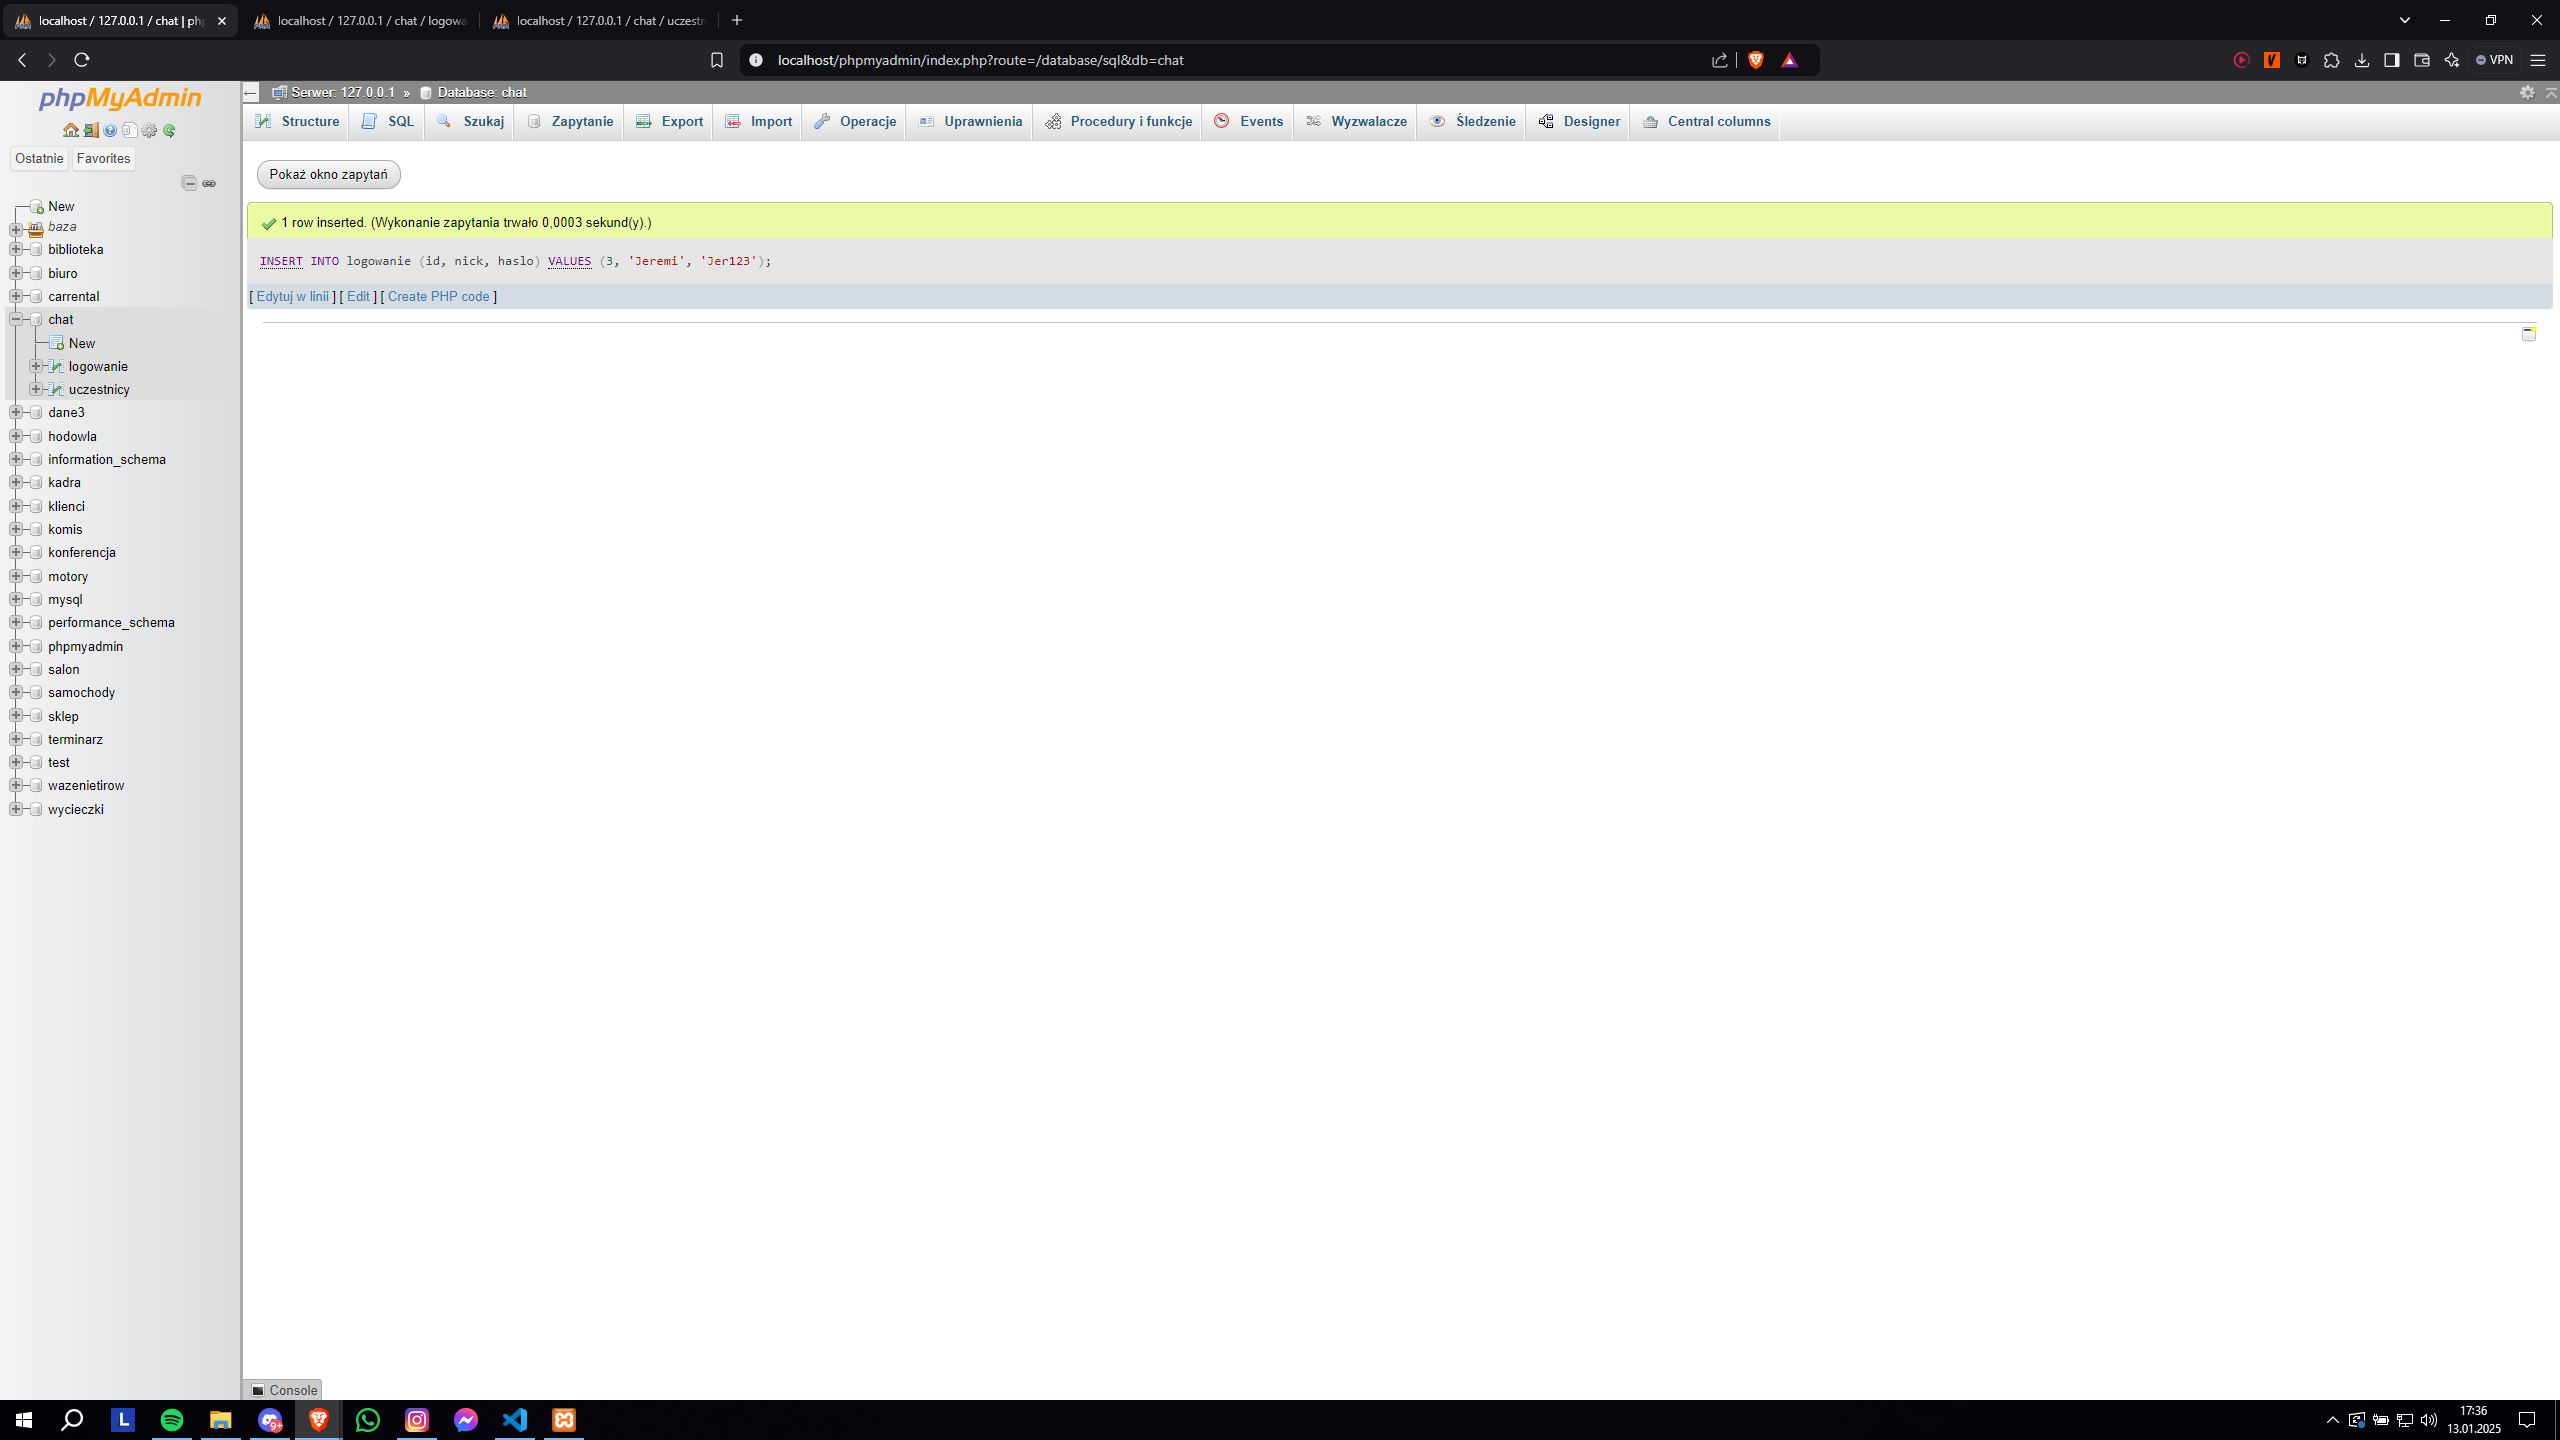 localhost / 127.0.0.1 / chat | php
localhost / 127.0.0.1 / chat / logowa
localhost / 127.0.0.1 / chat / uczestn
localhost/phpmyadmin/index.php?route=/database/sql&db=chat
VPN
phpMyAdmin
Ostatnie
Favorites
New
baza
biblioteka
biuro
carrental
chat
New
logowanie
uczestnicy
dane3
hodowla
information_schema
kadra
klienci
komis
konferencja
motory
mysql
performance_schema
phpmyadmin
salon
samochody
sklep
terminarz
test
wazenietirow
wycieczki
Serwer: 127.0.0.1 » Database: chat
Structure SQL Szukaj Zapytanie Export Import Operacje Uprawnienia Procedury i funkcje Events Wyzwalacze Śledzenie Designer Central columns
Pokaż okno zapytań
1 row inserted. (Wykonanie zapytania trwało 0,0003 sekund(y).)
INSERT INTO logowanie (id, nick, haslo) VALUES (3, 'Jeremi', 'Jer123');
[ Edytuj w linii ] [ Edit ] [ Create PHP code ]
Console
L
9+
17:36
13.01.2025